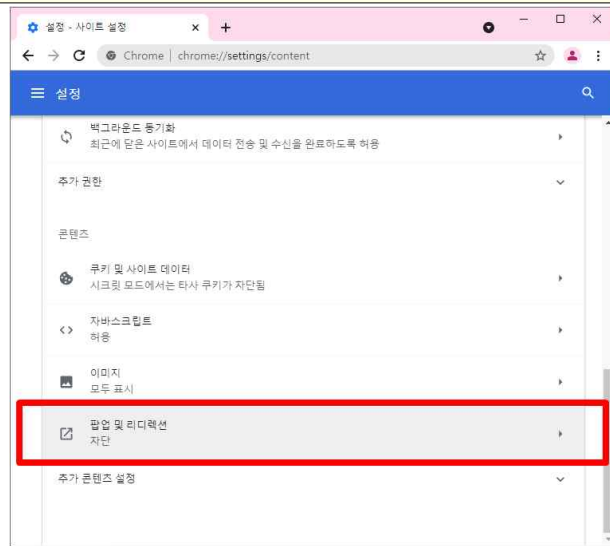 설정 - 사이트 설정
Chrome | chrome://settings/content
설정
백그라운드 동기화
최근에 닫은 사이트에서 데이터 전송 및 수신을 완료하도록 허용
추가 권한
콘텐츠
쿠키 및 사이트 데이터
시크릿 모드에서는 타사 쿠키가 차단됨
자바스크립트
허용
이미지
모두 표시
팝업 및 리디렉션
차단
추가 콘텐츠 설정